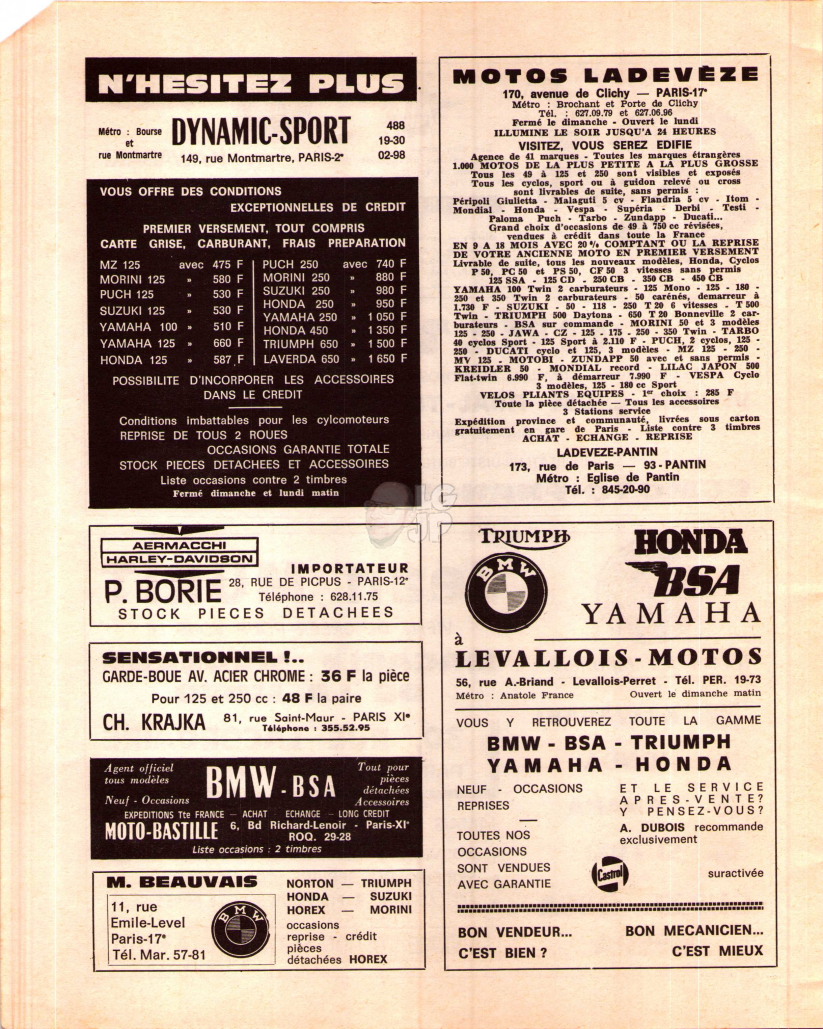 N'HESITEZ PLUS
Métro : Bourse
et
rue Montmartre
DYNAMIC-SPORT
149, rue Montmartre, PARIS-2e
488
19-30
02-98
VOUS OFFRE DES CONDITIONS
EXCEPTIONNELLES DE CREDIT
PREMIER VERSEMENT, TOUT COMPRIS
CARTE GRISE, CARBURANT, FRAIS PREPARATION
MZ 125 avec 475 F
MORINI 125 » 580 F
PUCH 125 » 530 F
SUZUKI 125 » 530 F
YAMAHA 100 » 510 F
YAMAHA 125 » 660 F
HONDA 125 » 587 F
PUCH 250 avec 740 F
MORINI 250 » 880 F
SUZUKI 250 » 980 F
HONDA 250 » 950 F
YAMAHA 250 » 1 050 F
HONDA 450 » 1 350 F
TRIUMPH 650 » 1 500 F
LAVERDA 650 » 1 650 F
POSSIBILITE D'INCORPORER LES ACCESSOIRES
DANS LE CREDIT
Conditions imbattables pour les cylcomoteurs
REPRISE DE TOUS 2 ROUES
OCCASIONS GARANTIE TOTALE
STOCK PIECES DETACHEES ET ACCESSOIRES
Liste occasions contre 2 timbres
Fermé dimanche et lundi matin
AERMACCHI
HARLEY-DAVIDSON
IMPORTATEUR
P. BORIE
28, RUE DE PICPUS - PARIS-12e
Téléphone : 628.11.75
STOCK PIECES DETACHEES
SENSATIONNEL !..
GARDE-BOUE AV. ACIER CHROME : 36 F la pièce
Pour 125 et 250 cc : 48 F la paire
CH. KRAJKA
81, rue Saint-Maur - PARIS XIe
Téléphone : 355.52.95
Agent officiel
tous modèles
Neuf - Occasions
BMW - BSA
Tout pour
pièces
détachées
Accessoires
EXPEDITIONS Tte FRANCE — ACHAT ECHANGE — LONG CREDIT
MOTO-BASTILLE
6, Bd Richard-Lenoir - Paris-XIe
ROQ. 29-28
Liste occasions : 2 timbres
M. BEAUVAIS
11, rue
Emile-Level
Paris-17e
Tél. Mar. 57-81
BMW
NORTON — TRIUMPH
HONDA — SUZUKI
HOREX — MORINI
occasions
reprise - crédit
pièces
détachées HOREX
MOTOS LADEVÈZE
170, avenue de Clichy — PARIS-17e
Métro : Brochant et Porte de Clichy
Tél. : 627.09.79 et 627.06.96
Fermé le dimanche - Ouvert le lundi
ILLUMINE LE SOIR JUSQU'A 24 HEURES
VISITEZ, VOUS SEREZ EDIFIE
Agence de 41 marques - Toutes les marques étrangères
1.000 MOTOS DE LA PLUS PETITE A LA PLUS GROSSE
Tous les 49 à 125 et 250 sont visibles et exposés
Tous les cyclos, sport ou à guidon relevé ou cross
sont livrables de suite, sans permis :
Péripoli Giulietta - Malaguti 5 cv - Flandria 5 cv - Itom -
Mondial - Honda - Vespa - Supéria - Derbi - Testi -
Paloma Puch - Tarbo - Zundapp - Ducati...
Grand choix d'occasions de 49 à 750 cc révisées,
vendues à crédit dans toute la France
EN 9 A 18 MOIS AVEC 20 % COMPTANT OU LA REPRISE
DE VOTRE ANCIENNE MOTO EN PREMIER VERSEMENT
Livrable de suite, tous les nouveaux modèles, Honda, Cyclos
P 50, PC 50 et PS 50, CF 50 3 vitesses sans permis
125 SSA - 125 CD - 250 CB - 350 CB - 450 CB
YAMAHA 100 Twin 2 carburateurs - 125 Mono - 125 - 180 -
250 et 350 Twin 2 carburateurs - 50 carénés, demarreur à
1.730 F - SUZUKI - 50 - 118 - 250 T 20 6 vitesses - T 500
Twin - TRIUMPH 500 Daytona - 650 T 20 Bonneville 2 car-
burateurs - BSA sur commande - MORINI 50 et 3 modèles
125 - 250 - JAWA - CZ - 125 - 175 - 250 - 350 Twin - TARBO
40 cyclos Sport - 125 Sport à 2.110 F - PUCH, 2 cyclos, 125 -
250 - DUCATI cyclo et 125, 3 modèles - MZ 125 - 250 -
MV 125 - MOTOBI - ZUNDAPP 50 avec et sans permis -
KREIDLER 50 - MONDIAL record - LILAC JAPON 500
Flat-twin 6.990 F, à démarreur 7.990 F - VESPA Cyclo
3 modèles, 125 - 180 cc Sport
VELOS PLIANTS EQUIPES - 1er choix : 285 F
Toute la pièce détachée — Tous les accessoires
3 Stations service
Expédition province et communauté, livrées sous carton
gratuitement en gare de Paris - Liste contre 3 timbres
ACHAT - ECHANGE - REPRISE
LADEVEZE-PANTIN
173, rue de Paris — 93-PANTIN
Métro : Eglise de Pantin
Tél. : 845-20-90
TRIUMPH
BMW
HONDA
BSA
YAMAHA
à
LEVALLOIS-MOTOS
56, rue A.-Briand - Levallois-Perret - Tél. PER. 19-73
Métro : Anatole France Ouvert le dimanche matin
VOUS Y RETROUVEREZ TOUTE LA GAMME
BMW - BSA - TRIUMPH
YAMAHA - HONDA
NEUF - OCCASIONS
REPRISES
TOUTES NOS
OCCASIONS
SONT VENDUES
AVEC GARANTIE
ET LE SERVICE
APRES-VENTE?
Y PENSEZ-VOUS?
A. DUBOIS recommande
exclusivement
Castrol
suractivée
BON VENDEUR...
C'EST BIEN ?
BON MECANICIEN...
C'EST MIEUX